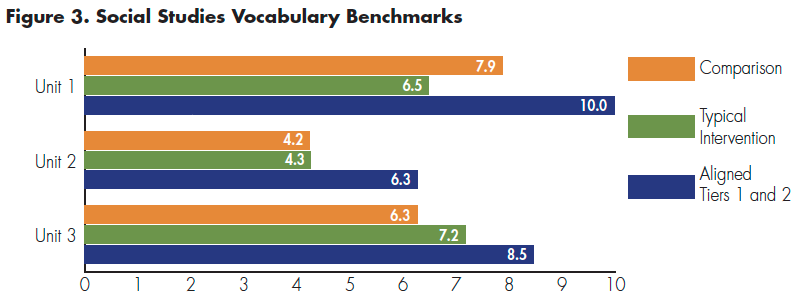 Figure 3. Social Studies Vocabulary Benchmarks
Unit 1
7.9
6.5
10.0
Unit 2
4.2
4.3
6.3
Unit 3
6.3
7.2
8.5
0 1 2 3 4 5 6 7 8 9 10
Comparison
Typical
Intervention
Aligned
Tiers 1 and 2